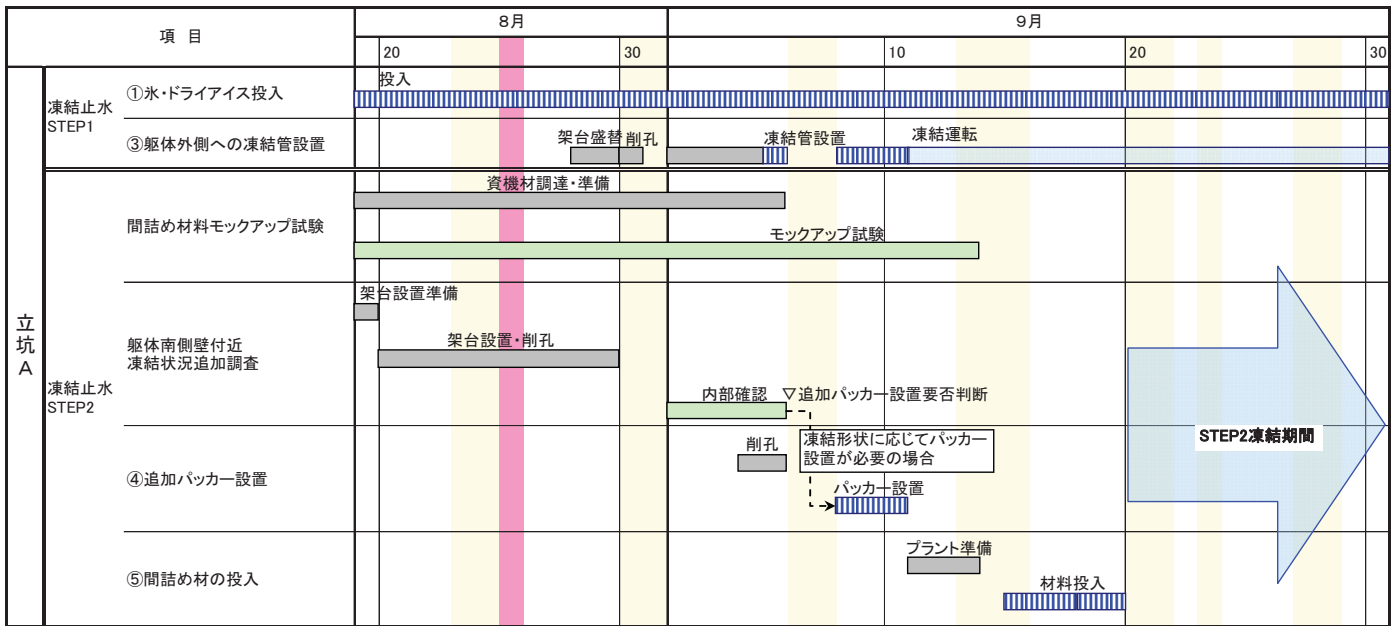 項 目
8月
9月
20
30
10
20
30
立坑A
凍結止水
STEP1
①氷・ドライアイス投入
投入
③躯体外側への凍結管設置
架台盛替
削孔
凍結管設置
凍結運転
凍結止水
STEP2
間詰め材料モックアップ試験
資機材調達・準備
モックアップ試験
躯体南側壁付近
凍結状況追加調査
架台設置準備
架台設置・削孔
内部確認
▽追加パッカー設置要否判断
④追加パッカー設置
削孔
凍結形状に応じてパッカー
設置が必要の場合
パッカー設置
STEP2凍結期間
⑤間詰め材の投入
プラント準備
材料投入